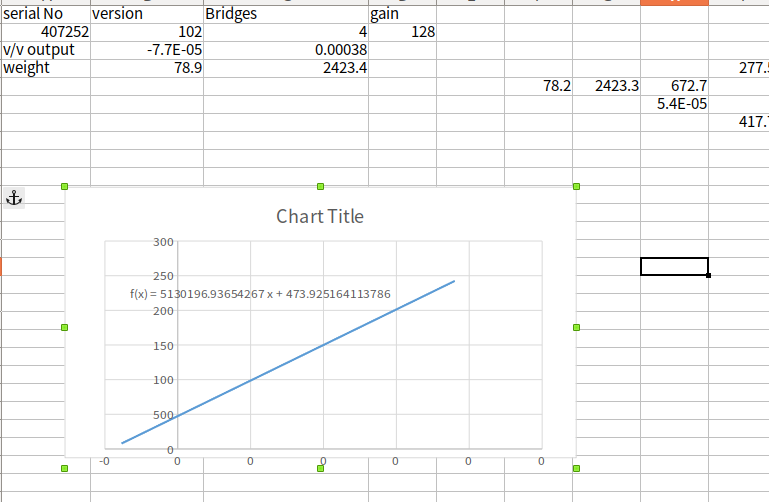 serial No version Bridges gain
407252 102 4 128
v/v output -7.7E-05 0.00038
weight 78.9 2423.4
78.2 2423.3 672.7 277.
5.4E-05
417.
Chart Title
300
250
f(x) = 5130196.93654267 x + 473.925164113786
200
150
100
500
0
-0 0 0 0 0 0 0